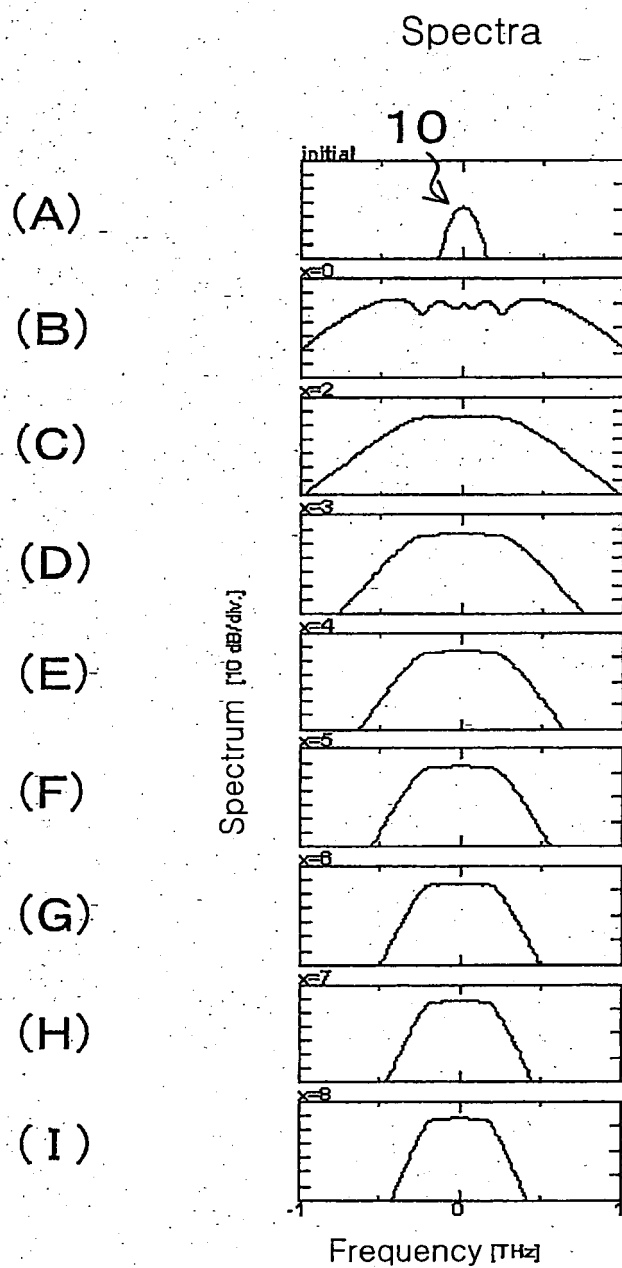 Spectra
10
initial
(A)
x=0
(B)
x=2
(C)
x=3
(D)
x=4
(E)
x=5
(F)
x=6
(G)
x=7
(H)
x=8
(I)
Spectrum [10 dB/div.]
-1 0 1
Frequency [THz]